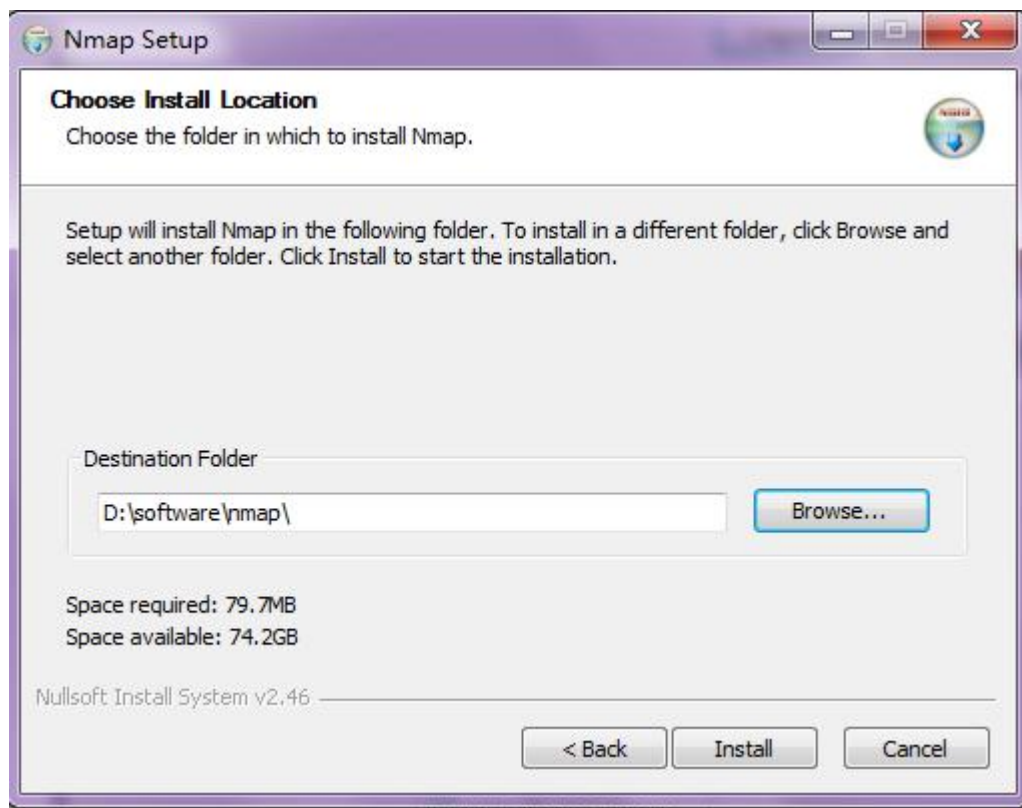 Nmap Setup
Choose Install Location
Choose the folder in which to install Nmap.
Setup will install Nmap in the following folder. To install in a different folder, click Browse and
select another folder. Click Install to start the installation.
Destination Folder
D:\software\nmap\
Browse...
Space required: 79.7MB
Space available: 74.2GB
Nullsoft Install System v2.46
< Back
Install
Cancel